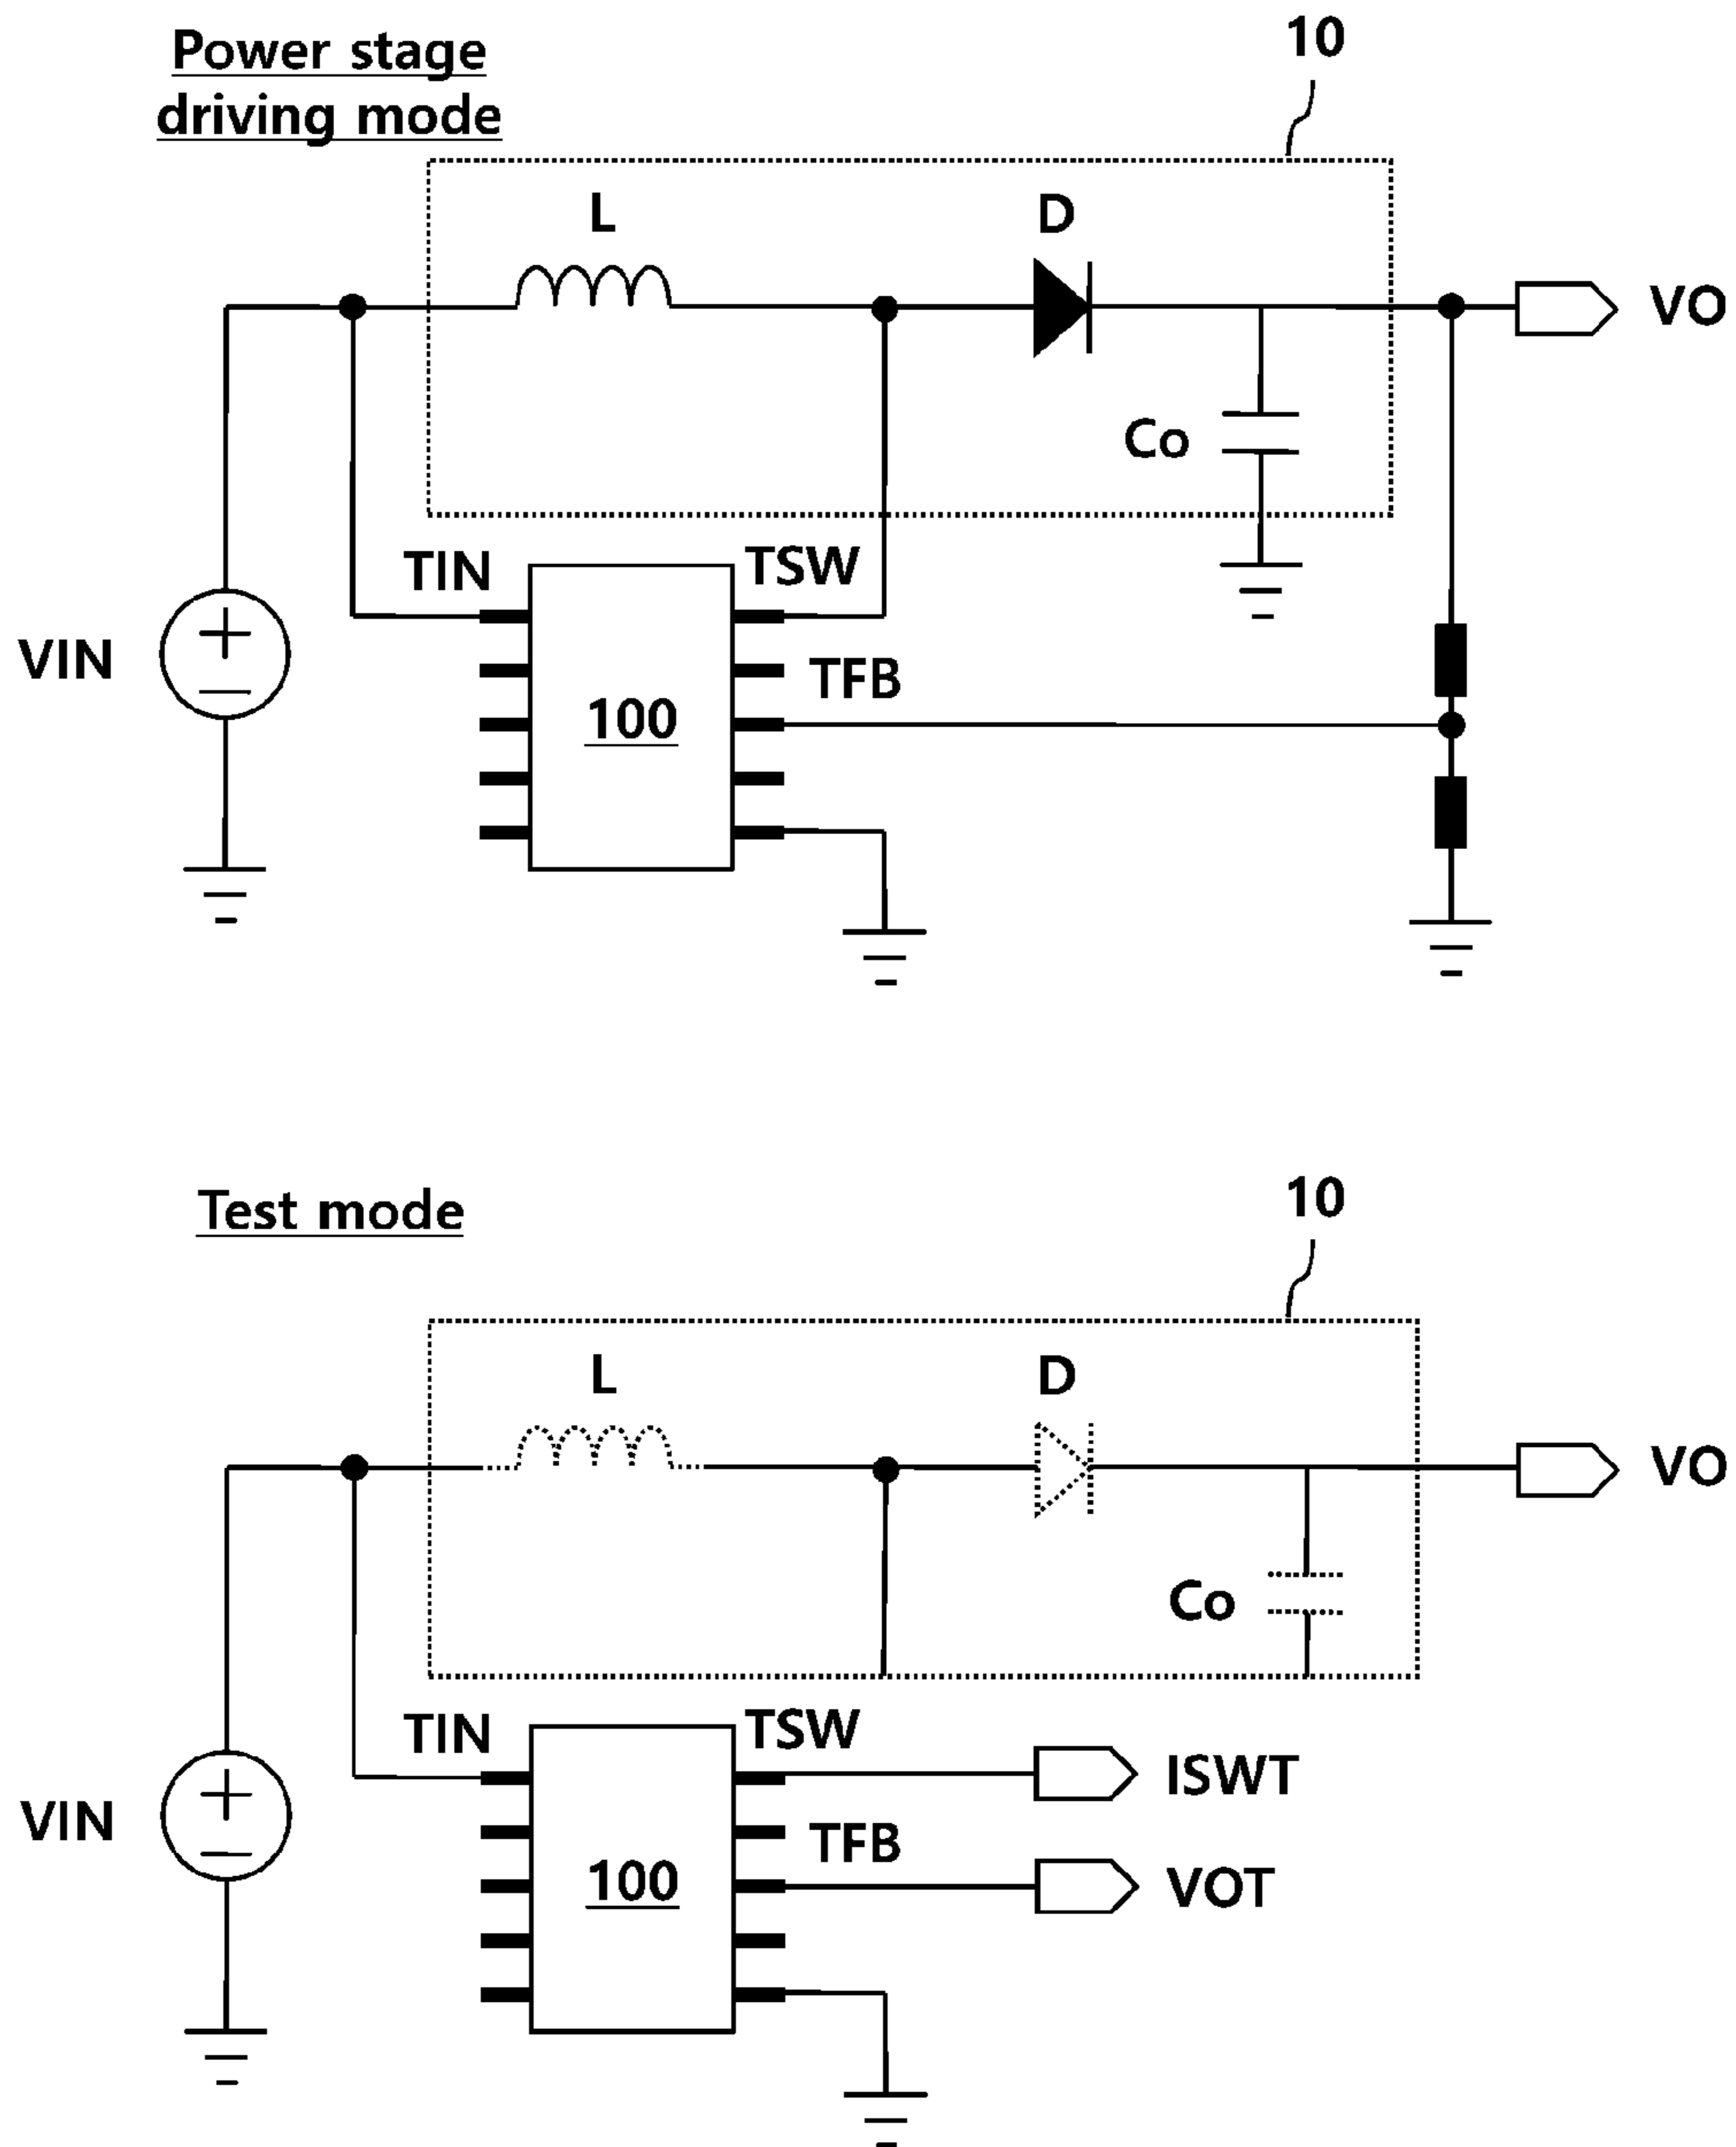 Power stage
driving mode
10
L
D
VO
Co
TIN
TSW
VIN
TFB
100
Test mode
10
L
D
VO
Co
TIN
TSW
ISWT
VIN
TFB
100
VOT